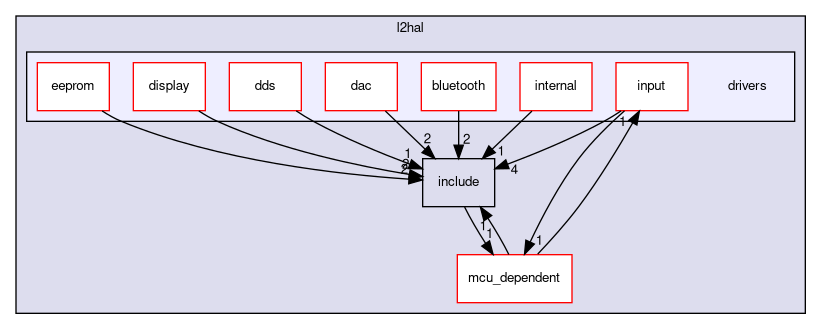 l2hal
eeprom
display
dds
dac
bluetooth
internal
input
drivers
1
2
2
1
1
4
include
1
1
1
mcu_dependent